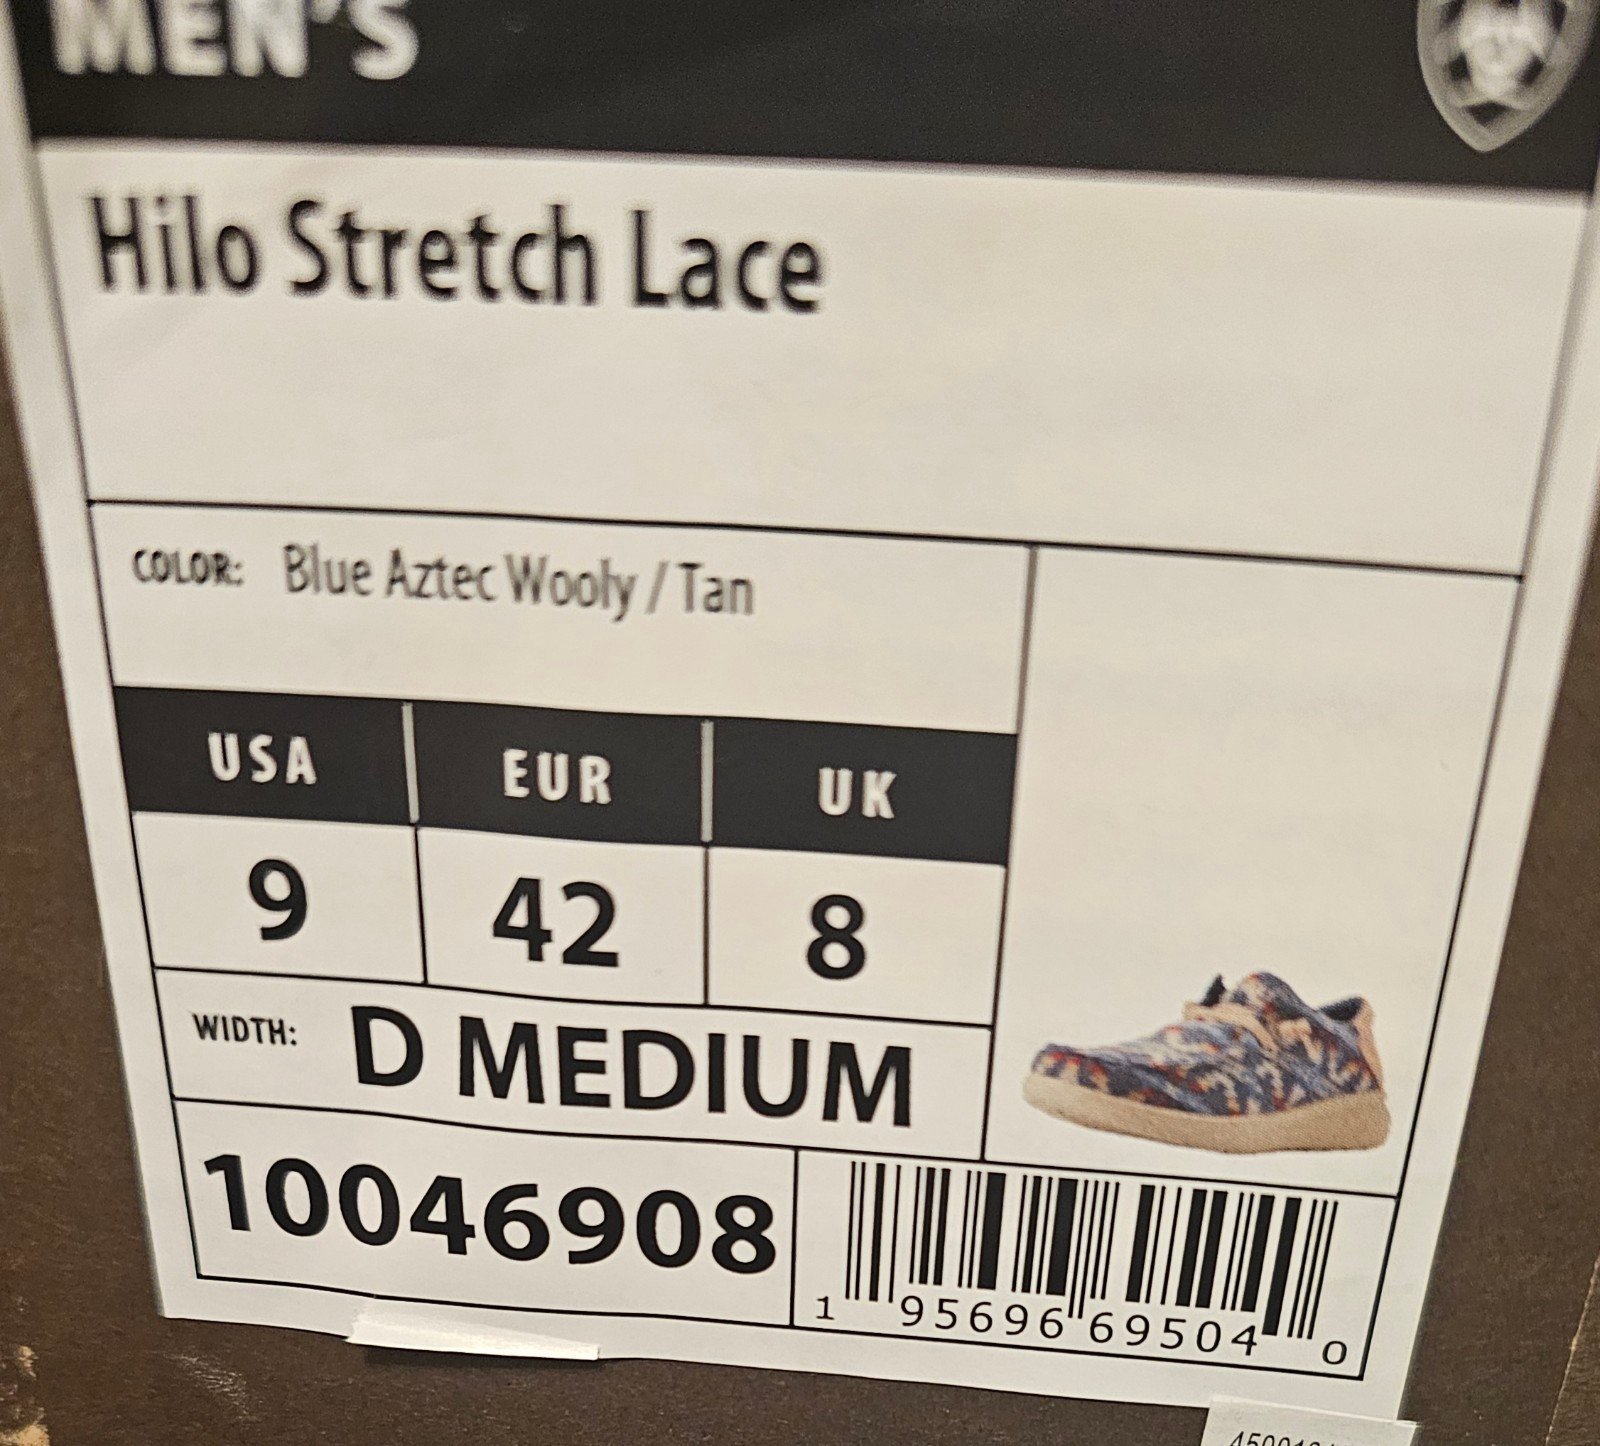 MEN'S
Hilo Stretch Lace
COLOR: Blue Aztec Wooly / Tan
USA EUR UK
9 42 8
WIDTH: D MEDIUM
10046908
1 95696 69504 0